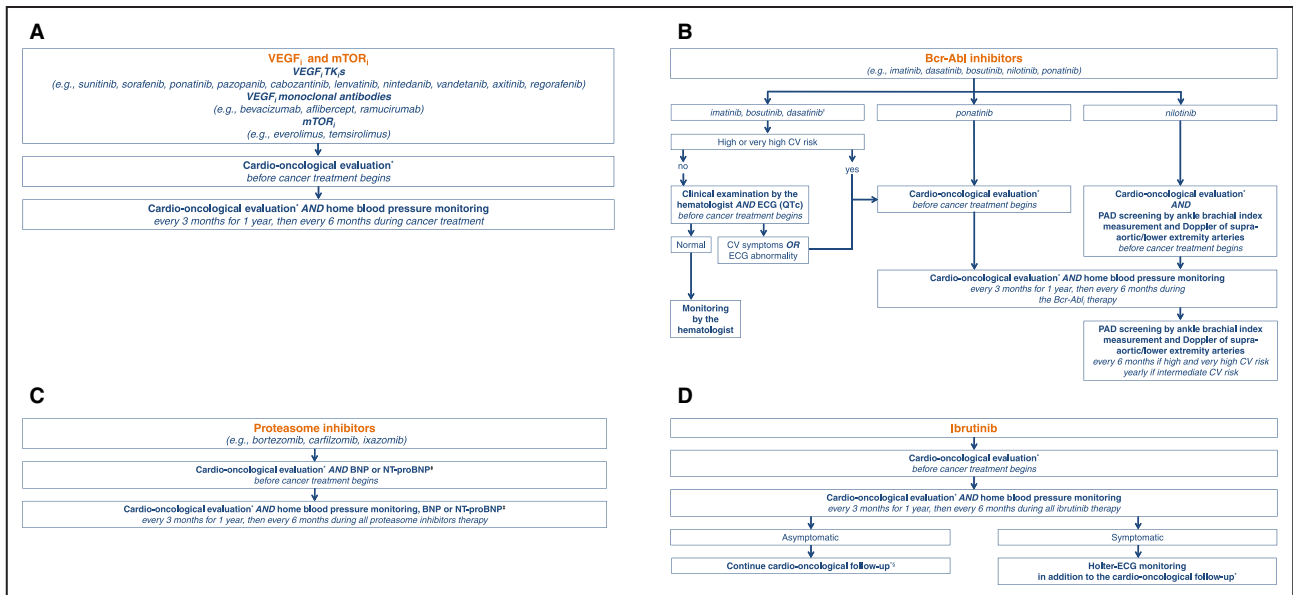 A
VEGFi and mTORi
VEGFi TKis
(e.g., sunitinib, sorafenib, ponatinib, pazopanib, cabozantinib, lenvatinib, nintedanib, vandetanib, axitinib, regorafenib)
VEGFi monoclonal antibodies
(e.g., bevacizumab, aflibercept, ramucirumab)
mTORi
(e.g., everolimus, temsirolimus)
Cardio-oncological evaluation*
before cancer treatment begins
Cardio-oncological evaluation* AND home blood pressure monitoring
every 3 months for 1 year, then every 6 months during cancer treatment
B
Bcr-Abl inhibitors
(e.g., imatinib, dasatinib, bosutinib, nilotinib, ponatinib)
imatinib, bosutinib, dasatinib†
ponatinib
nilotinib
High or very high CV risk
no
yes
Clinical examination by the
hematologist AND ECG (QTc)
before cancer treatment begins
Normal
CV symptoms OR
ECG abnormality
Monitoring
by the
hematologist
Cardio-oncological evaluation*
before cancer treatment begins
Cardio-oncological evaluation*
AND
PAD screening by ankle brachial index
measurement and Doppler of supra-
aortic/lower extremity arteries
before cancer treatment begins
Cardio-oncological evaluation* AND home blood pressure monitoring
every 3 months for 1 year, then every 6 months during
the Bcr-Abli therapy
PAD screening by ankle brachial index
measurement and Doppler of supra-
aortic/lower extremity arteries
every 6 months if high and very high CV risk
yearly if intermediate CV risk
C
Proteasome inhibitors
(e.g., bortezomib, carfilzomib, ixazomib)
Cardio-oncological evaluation* AND BNP or NT-proBNP‡
before cancer treatment begins
Cardio-oncological evaluation* AND home blood pressure monitoring, BNP or NT-proBNP‡
every 3 months for 1 year, then every 6 months during all proteasome inhibitors therapy
D
Ibrutinib
Cardio-oncological evaluation*
before cancer treatment begins
Cardio-oncological evaluation* AND home blood pressure monitoring
every 3 months for 1 year, then every 6 months during all ibrutinib therapy
Asymptomatic
Symptomatic
Continue cardio-oncological follow-up*§
Holter-ECG monitoring
in addition to the cardio-oncological follow-up*